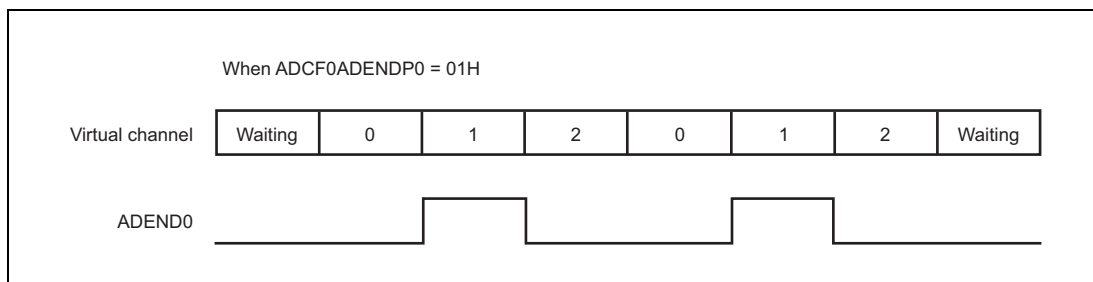 When ADCF0ADENDP0 = 01H
Virtual channel Waiting 0 1 2 0 1 2 Waiting
ADEND0